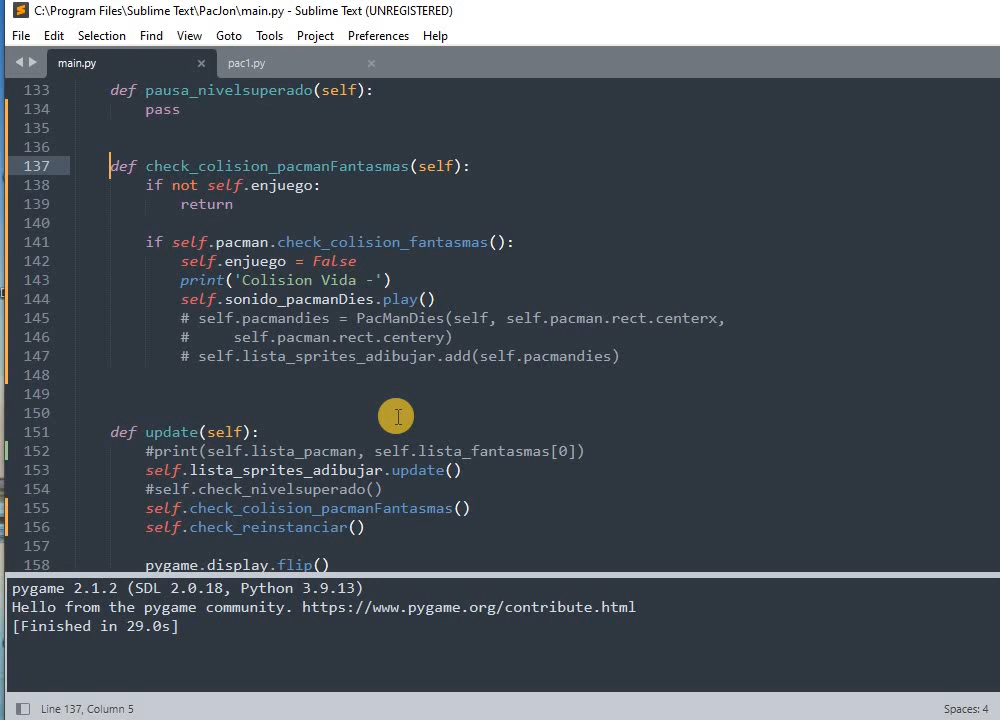 C:\Program Files\Sublime Text\PacJon\main.py - Sublime Text (UNREGISTERED)
File Edit Selection Find View Goto Tools Project Preferences Help
main.py × pac1.py ×
133 def pausa_nivelsuperado(self):
134 pass
135
136
137 def check_colision_pacmanFantasmas(self):
138 if not self.enjuego:
139 return
140
141 if self.pacman.check_colision_fantasmas():
142 self.enjuego = False
143 print('Colision Vida -')
144 self.sonido_pacmanDies.play()
145 # self.pacmandies = PacManDies(self, self.pacman.rect.centerx,
146 # self.pacman.rect.centery)
147 # self.lista_sprites_adibujar.add(self.pacmandies)
148
149
150
151 def update(self):
152 #print(self.lista_pacman, self.lista_fantasmas[0])
153 self.lista_sprites_adibujar.update()
154 #self.check_nivelsuperado()
155 self.check_colision_pacmanFantasmas()
156 self.check_reinstanciar()
157
158 pygame.display.flip()
pygame 2.1.2 (SDL 2.0.18, Python 3.9.13)
Hello from the pygame community. https://www.pygame.org/contribute.html
[Finished in 29.0s]
Line 137, Column 5 Spaces: 4